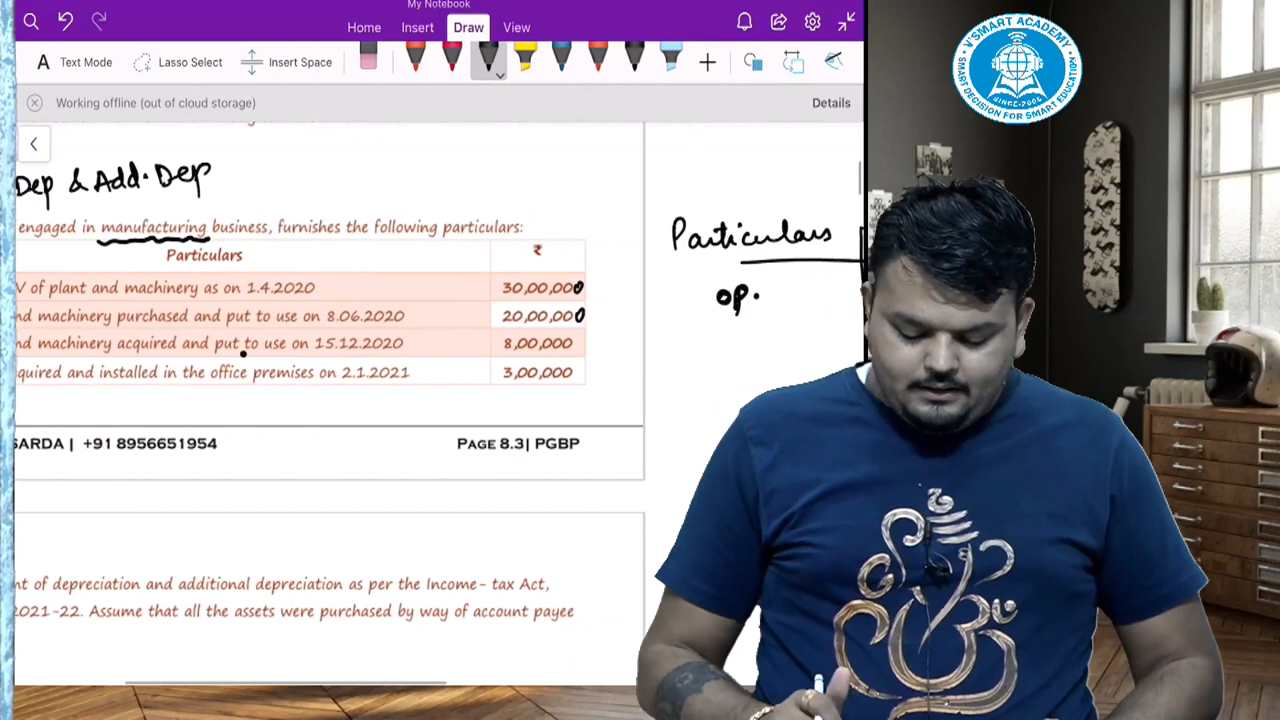 My Notebook
Home Insert Draw View
Text Mode Lasso Select Insert Space
Working offline (out of cloud storage) Details
V'SMART ACADEMY
SINCE-2006
SMART DECISION FOR SMART EDUCATION
Dep & Add. Dep
engaged in manufacturing business, furnishes the following particulars:
Particulars ₹
V of plant and machinery as on 1.4.2020 30,00,000
nd machinery purchased and put to use on 8.06.2020 20,00,000
nd machinery acquired and put to use on 15.12.2020 8,00,000
quired and installed in the office premises on 2.1.2021 3,00,000
SARDA | +91 8956651954 PAGE 8.3| PGBP
nt of depreciation and additional depreciation as per the Income- tax Act,
2021-22. Assume that all the assets were purchased by way of account payee
Particulars
op.